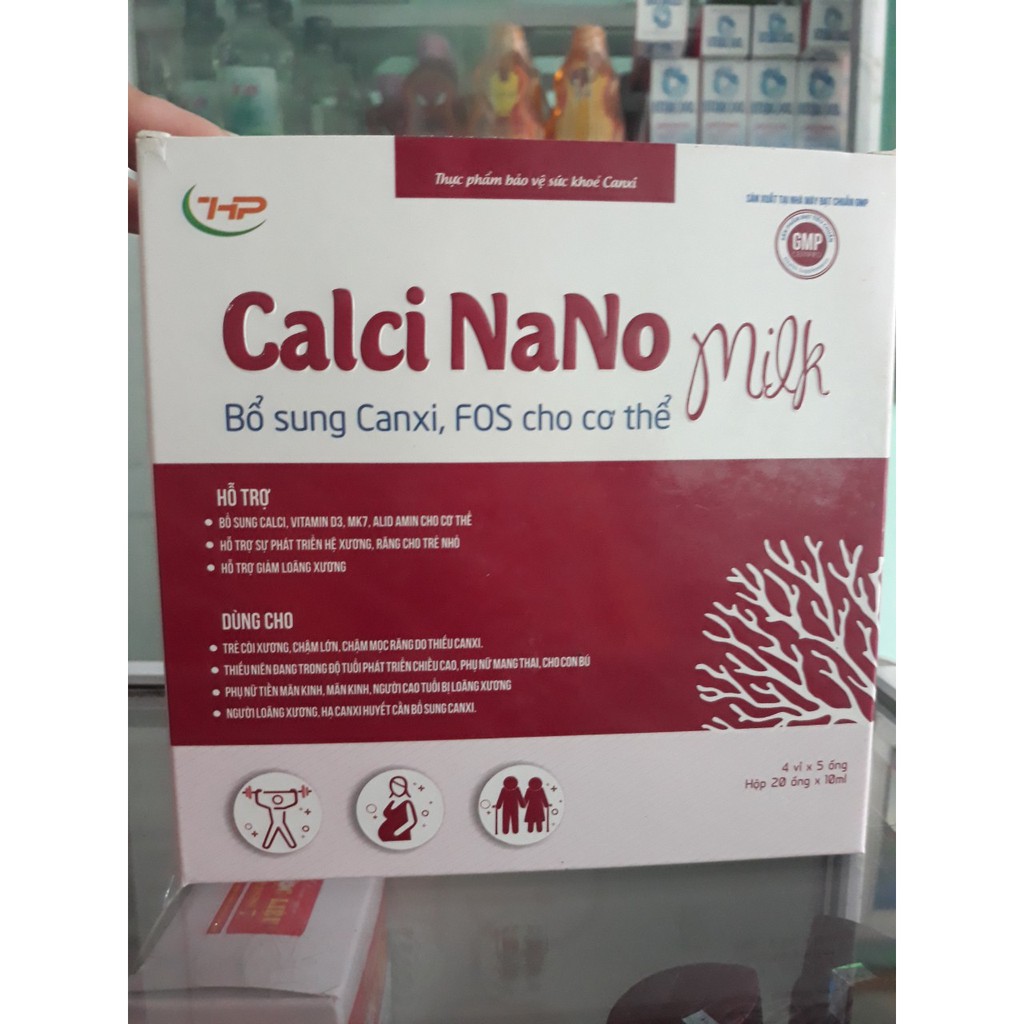 Thực phẩm bảo vệ sức khoẻ Canxi
THP
SẢN XUẤT TẠI NHÀ MÁY ĐẠT CHUẨN GMP
GMP
Calci NaNo
Milk
Bổ sung Canxi, FOS cho cơ thể
HỖ TRỢ
BỔ SUNG CALCI, VITAMIN D3, MK7, ALID AMIN CHO CƠ THỂ
HỖ TRỢ SỰ PHÁT TRIỂN HỆ XƯƠNG, RĂNG CHO TRẺ NHỎ
HỖ TRỢ GIẢM LOÃNG XƯƠNG
DÙNG CHO
TRẺ CÒI XƯƠNG, CHẬM LỚN, CHẬM MỌC RĂNG DO THIẾU CANXI.
THIẾU NIÊN ĐANG TRONG ĐỘ TUỔI PHÁT TRIỂN CHIỀU CAO, PHỤ NỮ MANG THAI, CHO CON BÚ
PHỤ NỮ TIỀN MÃN KINH, MÃN KINH, NGƯỜI CAO TUỔI BỊ LOÃNG XƯƠNG
NGƯỜI LOÃNG XƯƠNG, HẠ CANXI HUYẾT CẦN BỔ SUNG CANXI.
4 vỉ x 5 ống
Hộp 20 ống x 10ml